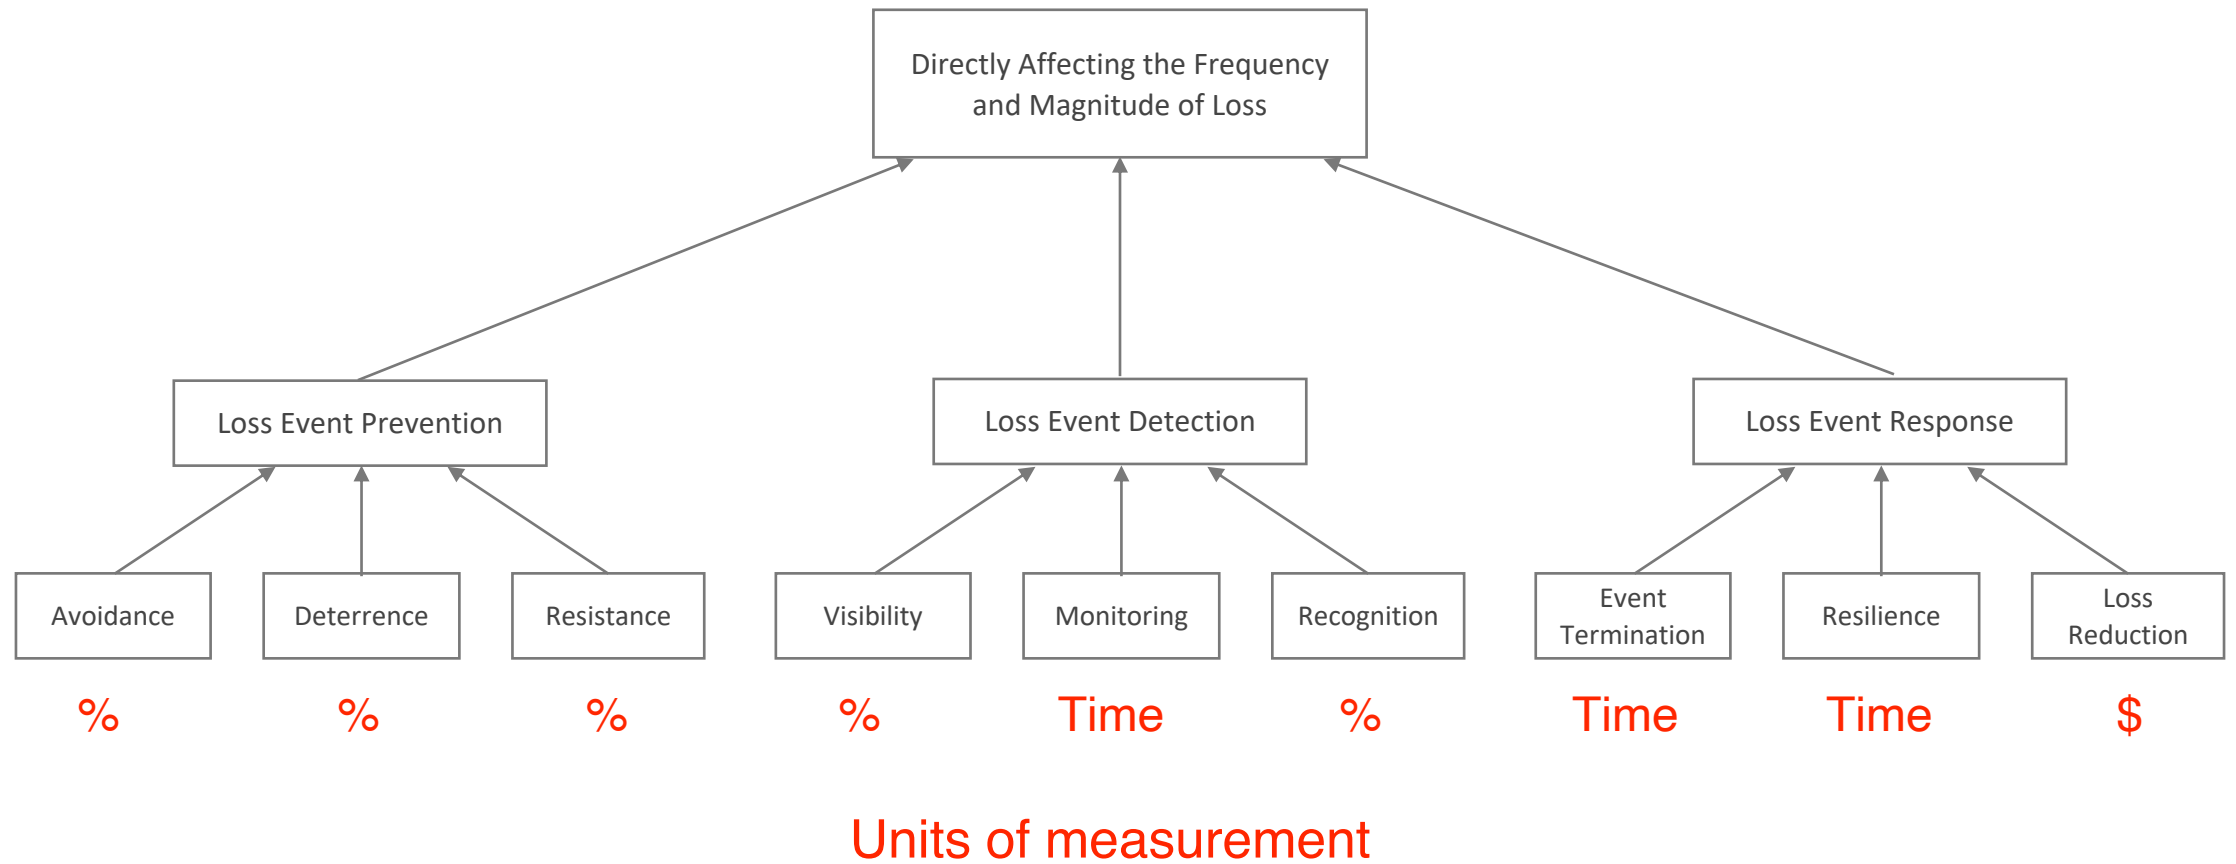 Directly Affecting the Frequency
and Magnitude of Loss
Loss Event Prevention
Loss Event Detection
Loss Event Response
Avoidance
Deterrence
Resistance
Visibility
Monitoring
Recognition
Event
Termination
Resilience
Loss
Reduction
%
%
%
%
Time
%
Time
Time
$
Units of measurement